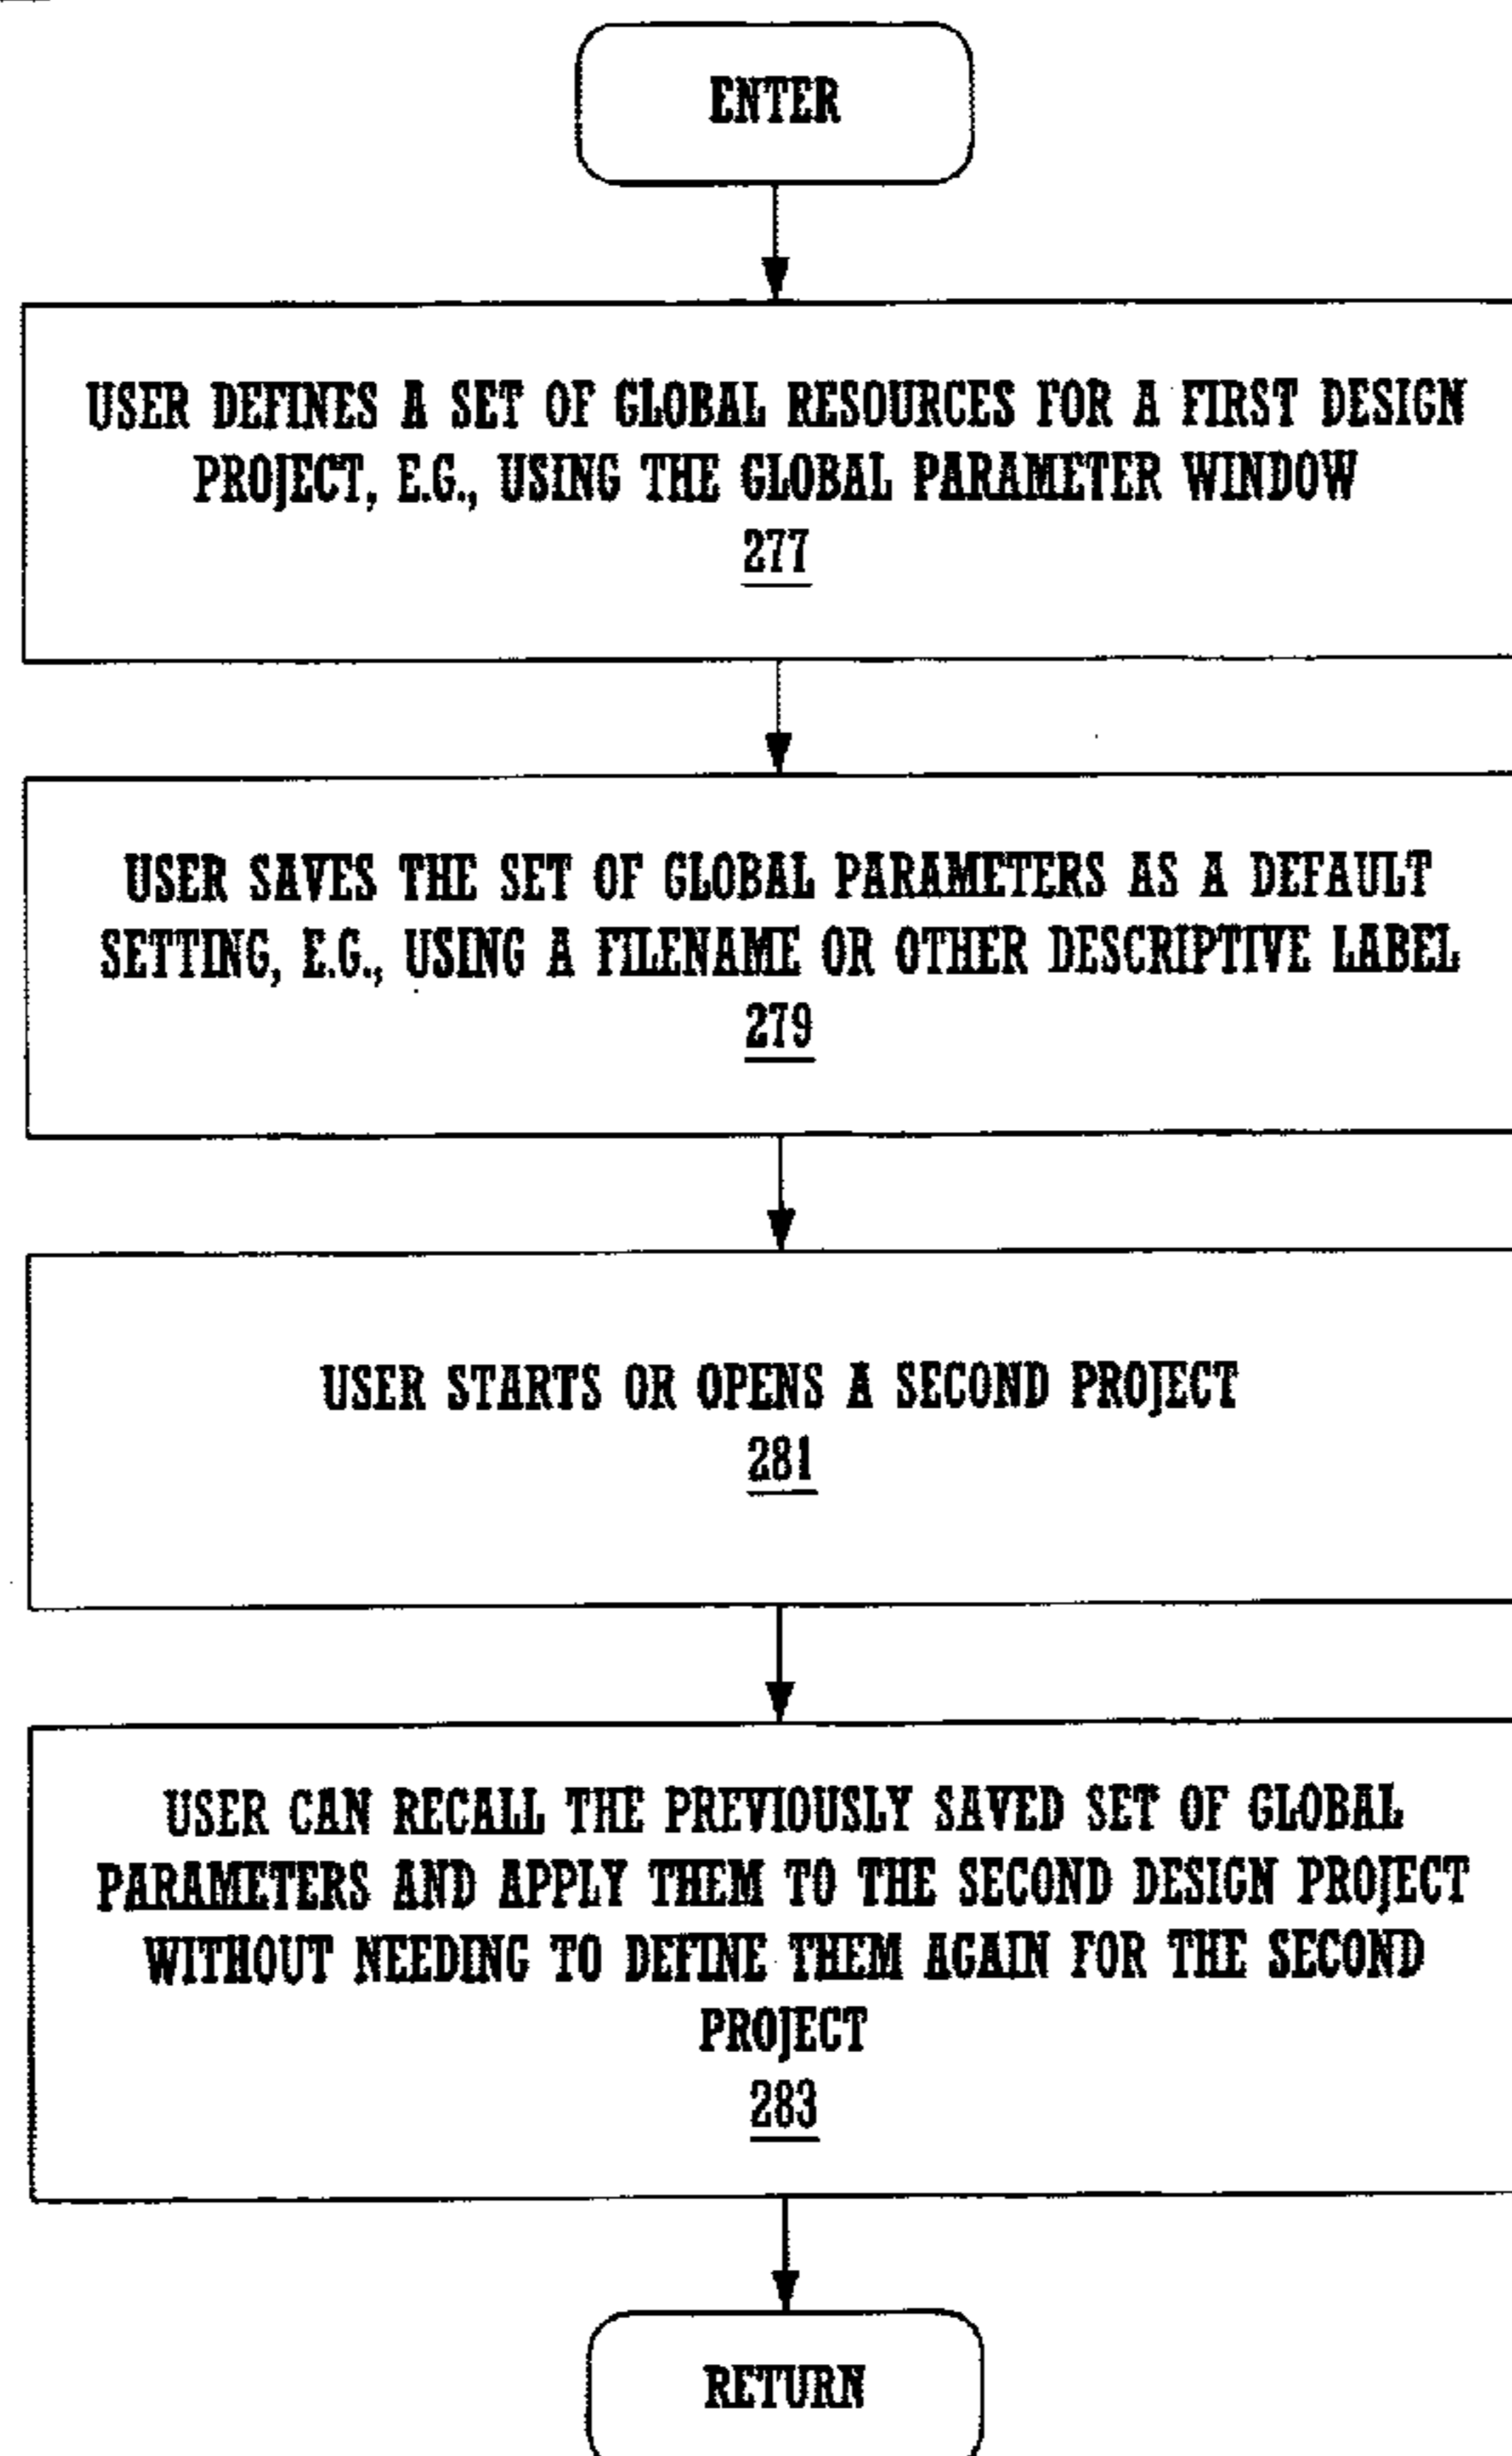 ENTER
USER DEFINES A SET OF GLOBAL RESOURCES FOR A FIRST DESIGN
PROJECT, E.G., USING THE GLOBAL PARAMETER WINDOW
277
USER SAVES THE SET OF GLOBAL PARAMETERS AS A DEFAULT
SETTING, E.G., USING A FILENAME OR OTHER DESCRIPTIVE LABEL
279
USER STARTS OR OPENS A SECOND PROJECT
281
USER CAN RECALL THE PREVIOUSLY SAVED SET OF GLOBAL
PARAMETERS AND APPLY THEM TO THE SECOND DESIGN PROJECT
WITHOUT NEEDING TO DEFINE THEM AGAIN FOR THE SECOND
PROJECT
283
RETURN